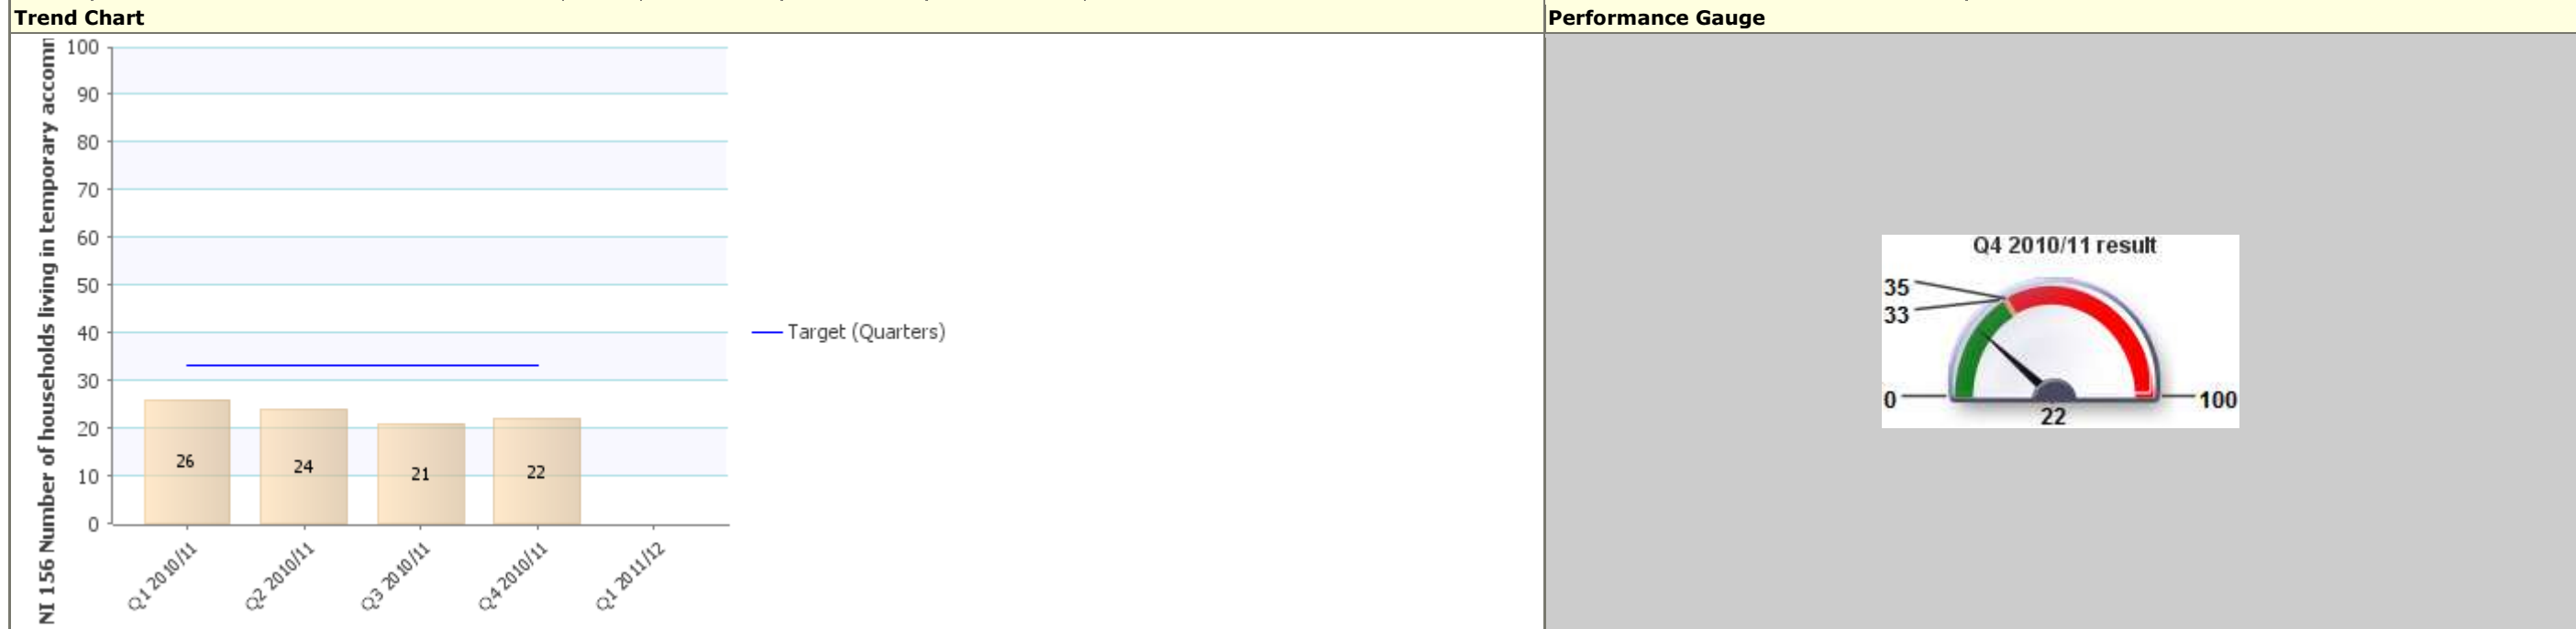 Trend Chart
Performance Gauge
NI 156 Number of households living in temporary
100
90
80
70
60
50
40
30
20
10
0
26
24
21
22
Q1 2010/11
Q2 2010/11
Q3 2010/11
Q4 2010/11
Q1 2011/12
Target (Quarters)
Q4 2010/11 result
35
33
0
100
22